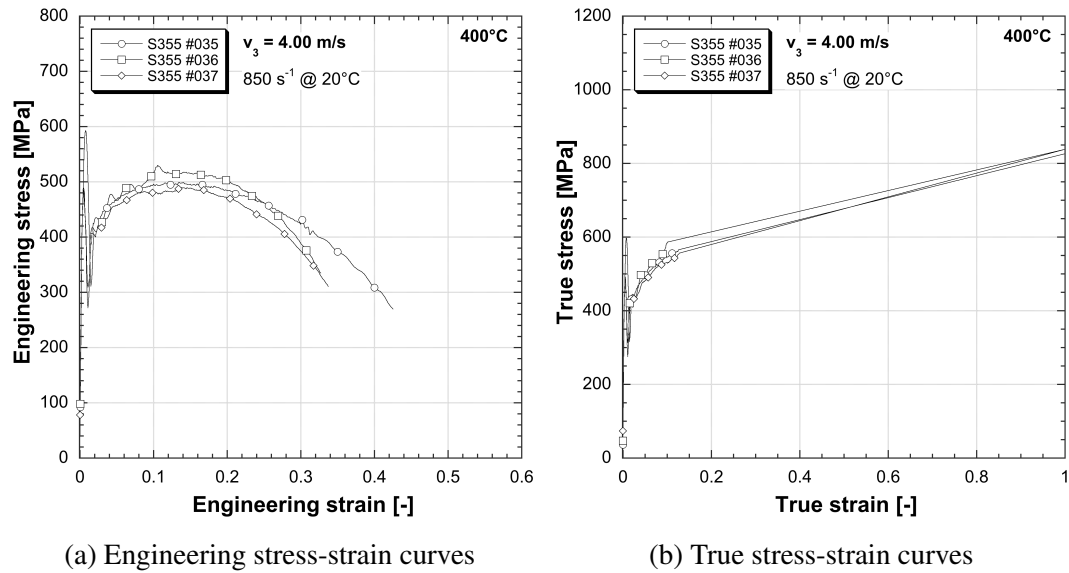 800
700
600
500
400
300
200
100
0
Engineering stress [MPa]
S355 #035
S355 #036
S355 #037
v₃ = 4.00 m/s
850 s⁻¹ @ 20°C
400°C
0 0.1 0.2 0.3 0.4 0.5 0.6
Engineering strain [-]
(a) Engineering stress-strain curves
1200
1000
800
600
400
200
0
True stress [MPa]
S355 #035
S355 #036
S355 #037
v₃ = 4.00 m/s
850 s⁻¹ @ 20°C
400°C
0 0.2 0.4 0.6 0.8 1
True strain [-]
(b) True stress-strain curves